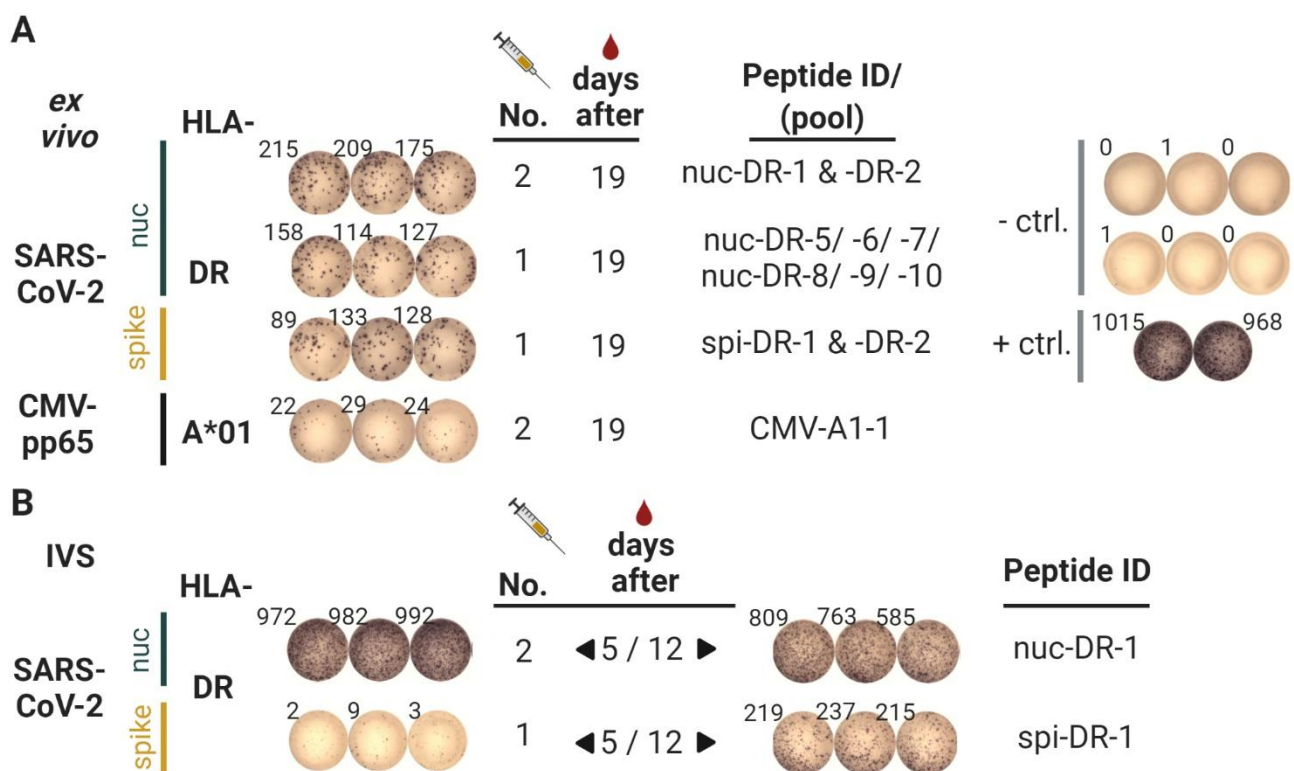 A
ex
vivo
HLA-
No.
days
after
Peptide ID/
(pool)
SARS-
CoV-2
nuc
spike
DR
215 209 175
2
19
nuc-DR-1 & -DR-2
158 114 127
1
19
nuc-DR-5/ -6/ -7/
nuc-DR-8/ -9/ -10
89 133 128
1
19
spi-DR-1 & -DR-2
CMV-
pp65
A*01
22 29 24
2
19
CMV-A1-1
- ctrl.
0 1 0
1 0 0
+ ctrl.
1015 968
B
IVS
HLA-
No.
days
after
Peptide ID
SARS-
CoV-2
nuc
spike
DR
972 982 992
2
◀ 5 / 12 ▶
809 763 585
nuc-DR-1
2 9 3
1
◀ 5 / 12 ▶
219 237 215
spi-DR-1